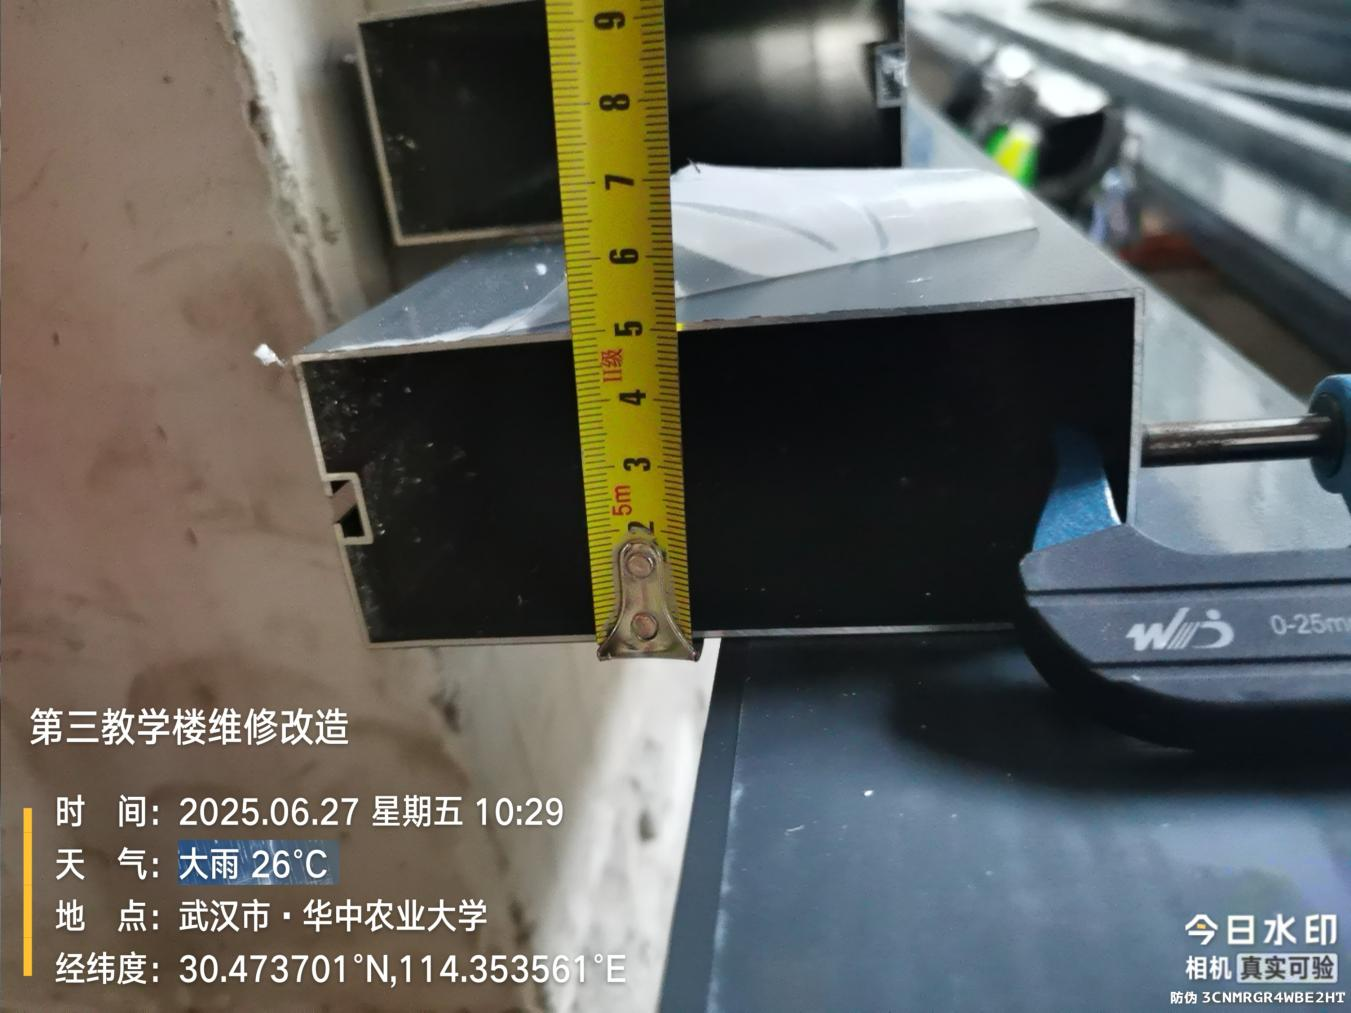 9
8
7
6
5
II级
4
3
5m
2
0-25m
第三教学楼维修改造
时 间：2025.06.27 星期五 10:29
天 气：大雨 26°C
地 点：武汉市·华中农业大学
经纬度：30.473701°N,114.353561°E
今日水印
相机 真实可验
防伪 3CNMRGR4WBE2HT